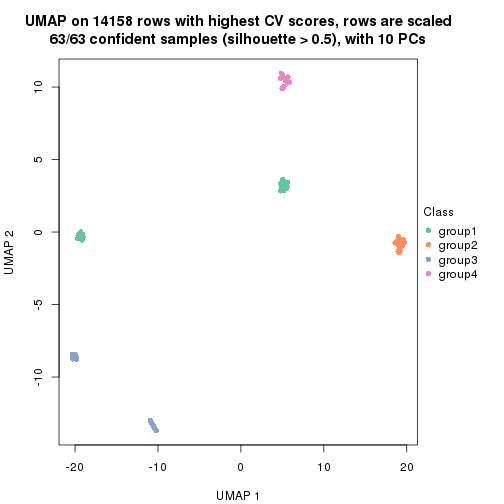 UMAP on 14158 rows with highest CV scores, rows are scaled
63/63 confident samples (silhouette > 0.5), with 10 PCs
10
5
0
-5
-10
UMAP 2
Class
group1
group2
group3
group4
-20
-10
0
10
20
UMAP 1